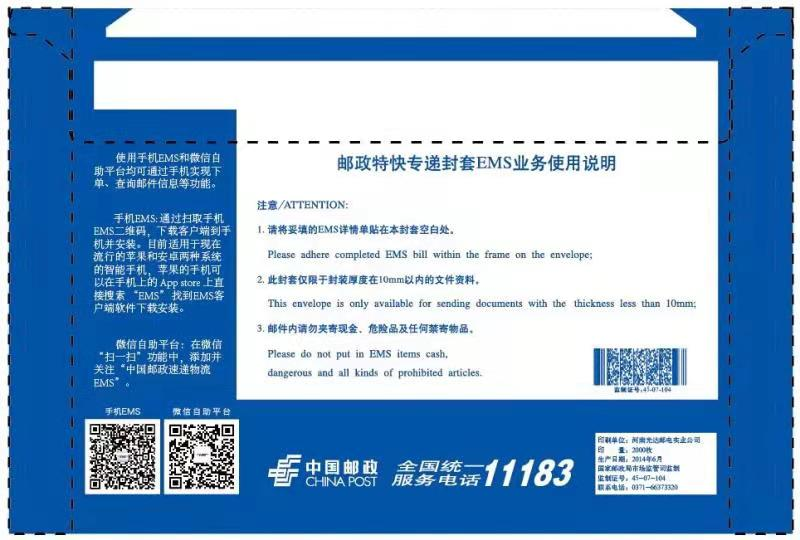 使用手机EMS和微信自
助平台均可通过手机实现下
单、查询邮件信息等功能。
手机EMS:通过扫取手机
EMS二维码，下载客户端到手
机并安装。目前适用于现在
流行的苹果和安卓两种系统
的智能手机，苹果的手机可
以在手机上的 App store 上直
接搜素 “EMS” 找到EMS客
户端软件下载安装。
微信自助平台：在微信
“扫一扫”功能中，添加并
关注“中国邮政速递物流
EMS”。
手机EMS
微信自助平台
邮政特快专递封套EMS业务使用说明
注意/ATTENTION:
1. 请将妥填的EMS详情单贴在本封套空白处。
Please adhere completed EMS bill within the frame on the envelope;
2. 此封套仅限于封装厚度在10mm以内的文件资料。
This envelope is only available for sending documents with the thickness less than 10mm;
3. 邮件内请勿夹寄现金、危险品及任何禁寄物品。
Please do not put in EMS items cash,
dangerous and all kinds of prohibited articles.
监制证号：45-07-104
中国邮政
CHINA POST
全国统一
服务电话
11183
印制单位：河南光达邮电实业公司
印 量：2000枚
生产日期：2014年6月
国家邮政局市场监管司监制
监制证号：45-07-104
联系电话：0371-66373320